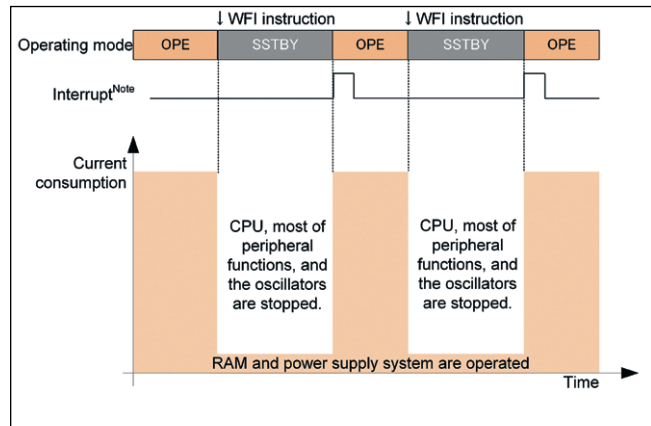 ↓ WFI instruction ↓ WFI instruction
Operating mode OPE SSTBY OPE SSTBY OPE
Interrupt^Note
Current
consumption
CPU, most of
peripheral
functions, and
the oscillators
are stopped.
CPU, most of
peripheral
functions, and
the oscillators
are stopped.
RAM and power supply system are operated
Time